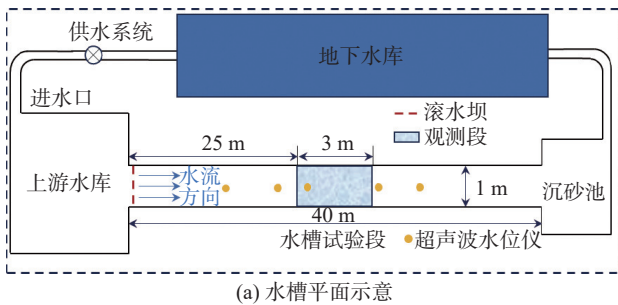 供水系统
地下水库
进水口
滚水坝
观测段
25 m
3 m
上游水库
水流
方向
1 m
沉砂池
40 m
水槽试验段
超声波水位仪
(a) 水槽平面示意